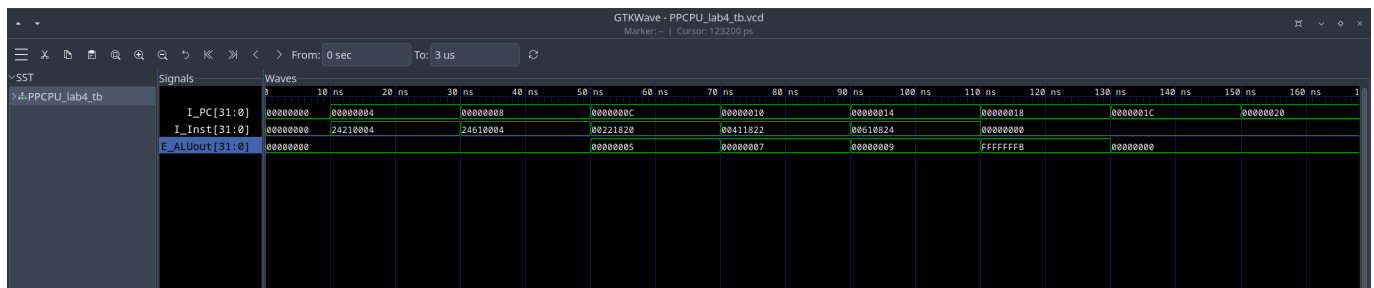 GTKWave - PPCPU_lab4_tb.vcd
Marker: -- | Cursor: 123200 ps
From: 0 sec To: 3 us
SST Signals Waves
PPCPU_lab4_tb
0 10 ns 20 ns 30 ns 40 ns 50 ns 60 ns 70 ns 80 ns 90 ns 100 ns 110 ns 120 ns 130 ns 140 ns 150 ns 160 ns 1
I_PC[31:0] 00000000 00000004 00000008 0000000C 00000010 00000014 00000018 0000001C 00000020
I_Inst[31:0] 00000000 24210004 24610004 00221820 00411822 00610824 00000000
E_ALUout[31:0] 00000000 00000005 00000007 00000009 FFFFFFFB 00000000